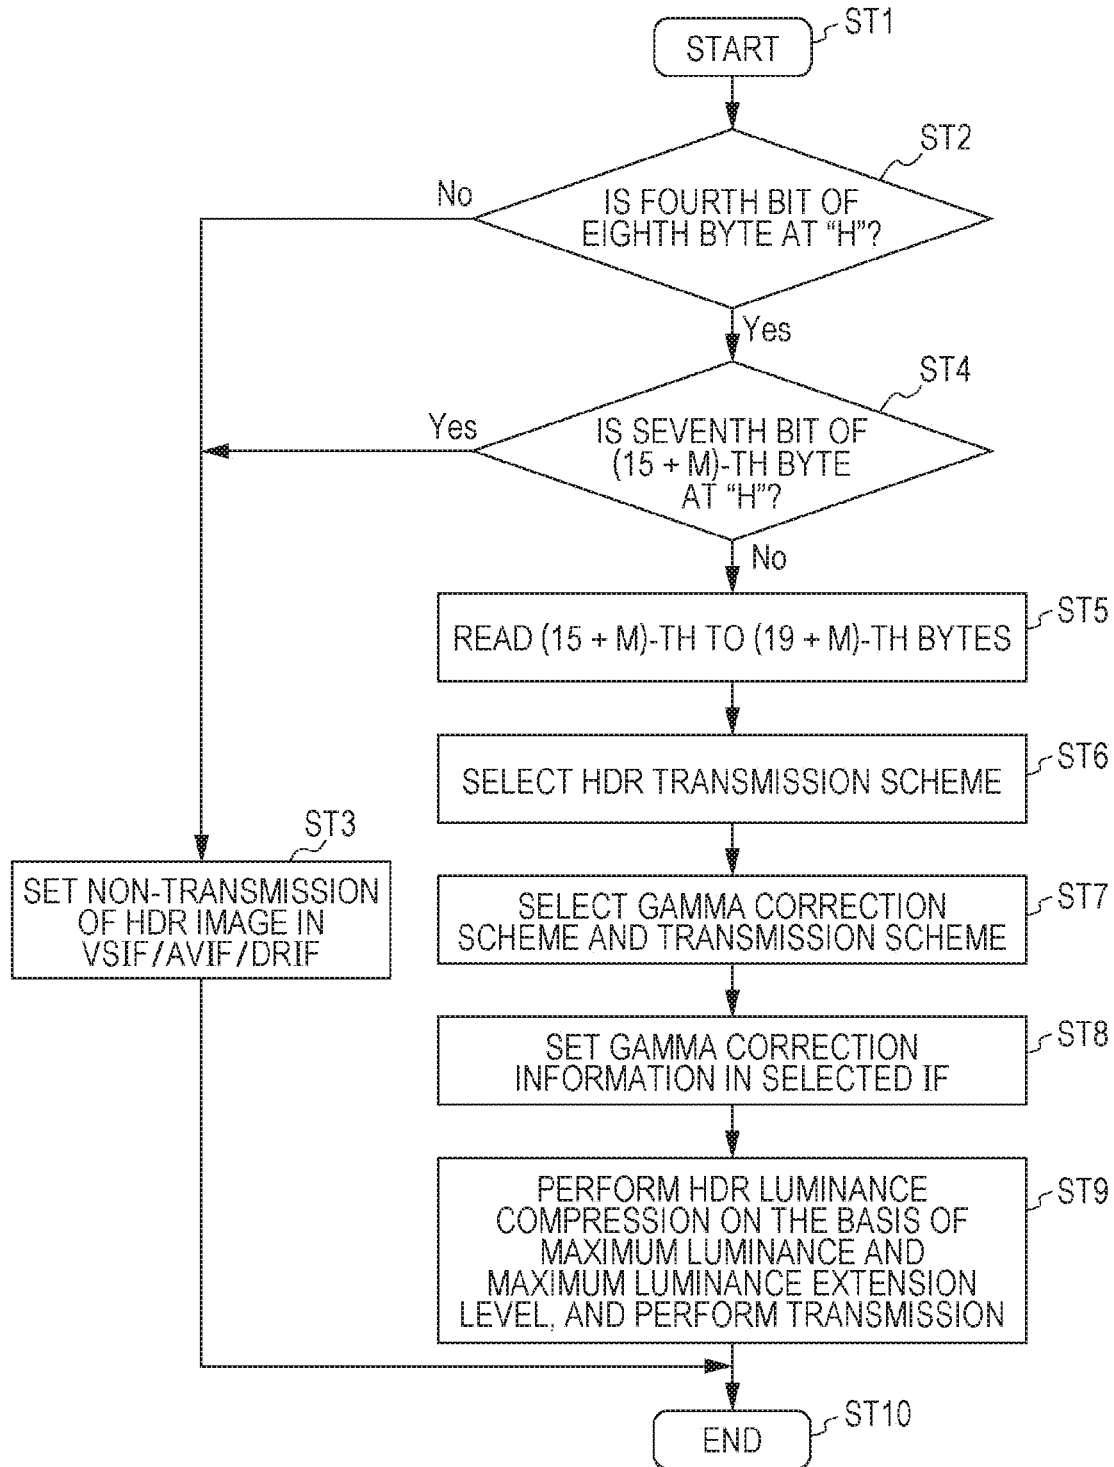 START
ST1
ST2
No
IS FOURTH BIT OF
EIGHTH BYTE AT “H”?
Yes
ST4
Yes
IS SEVENTH BIT OF
(15 + M)-TH BYTE
AT “H”?
No
ST5
READ (15 + M)-TH TO (19 + M)-TH BYTES
ST6
SELECT HDR TRANSMISSION SCHEME
ST3
SET NON-TRANSMISSION
OF HDR IMAGE IN
VSIF/AVIF/DRIF
ST7
SELECT GAMMA CORRECTION
SCHEME AND TRANSMISSION SCHEME
ST8
SET GAMMA CORRECTION
INFORMATION IN SELECTED IF
ST9
PERFORM HDR LUMINANCE
COMPRESSION ON THE BASIS OF
MAXIMUM LUMINANCE AND
MAXIMUM LUMINANCE EXTENSION
LEVEL, AND PERFORM TRANSMISSION
ST10
END